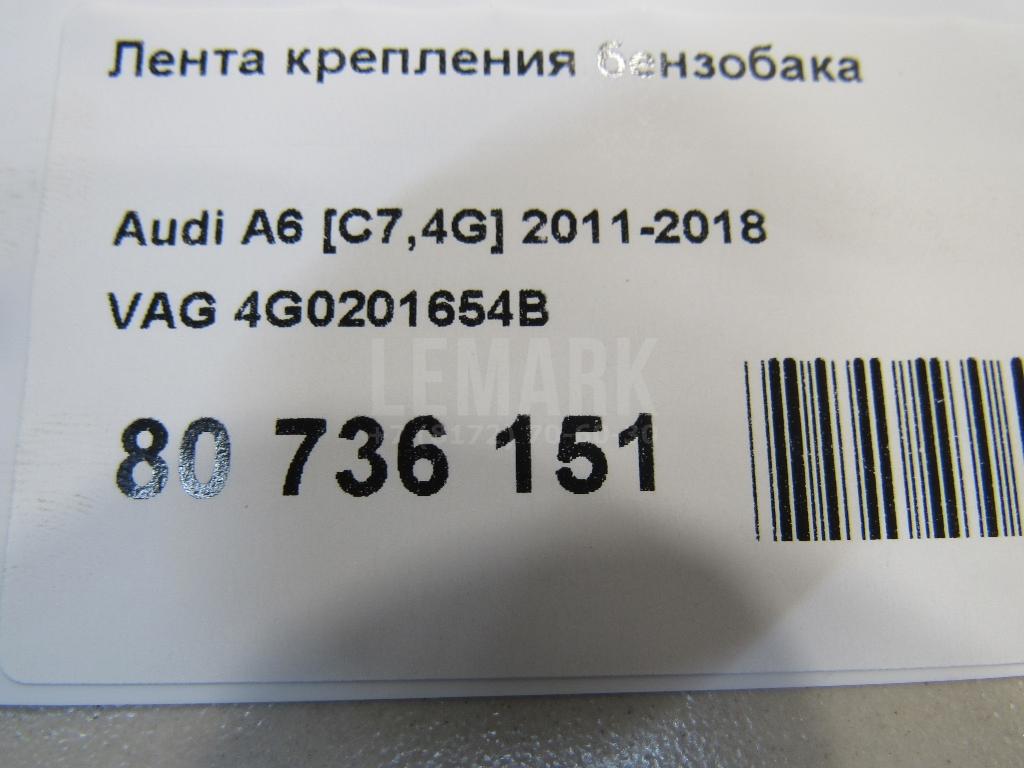 Лента крепления бензобака
Audi A6 [C7,4G] 2011-2018
VAG 4G0201654B
LEMARK
80 736 151